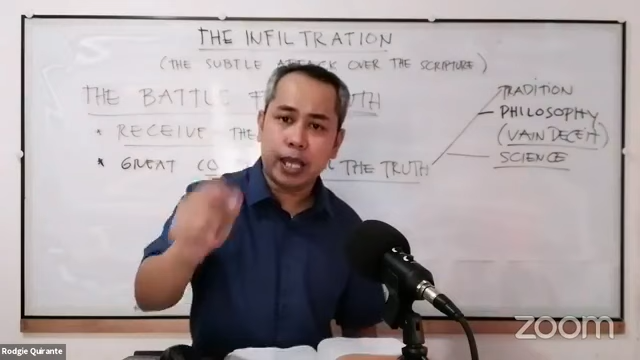 THE INFILTRATION
(THE SUBTLE ATTACK OVER THE SCRIPTURE)
THE BATTLE
* RECEIVE THE
* GREAT THE TRUTH
TRADITION
PHILOSOPHY
(VAIN DECEIT)
SCIENCE
zoom
Rodgie Quirante